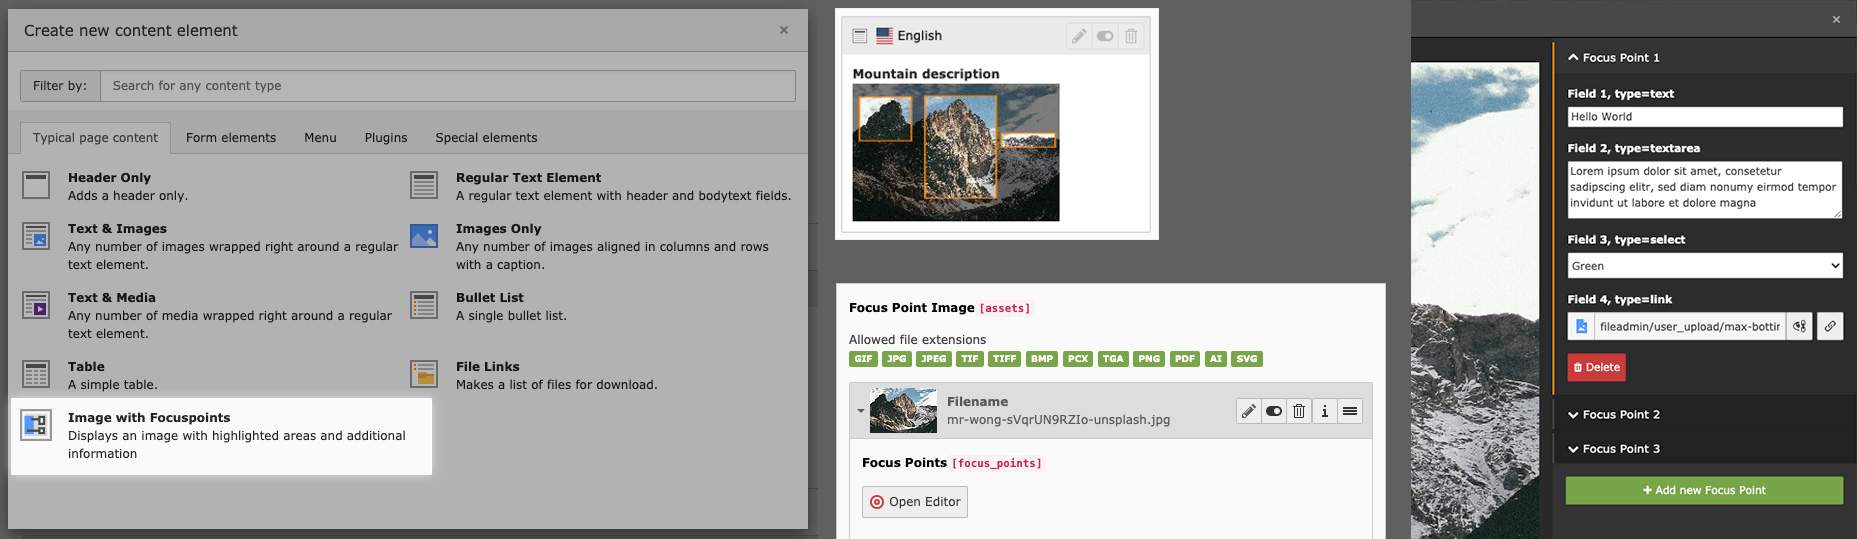 Create new content element
×
Filter by:
Search for any content type
Typical page content
Form elements
Menu
Plugins
Special elements
Header Only
Adds a header only.
Regular Text Element
A regular text element with header and bodytext fields.
Text & Images
Any number of images wrapped right around a regular
text element.
Images Only
Any number of images aligned in columns and rows
with a caption.
Text & Media
Any number of media wrapped right around a regular
text element.
Bullet List
A single bullet list.
Table
A simple table.
File Links
Makes a list of files for download.
Image with Focuspoints
Displays an image with highlighted areas and additional
information
English
Mountain description
Focus Point Image [assets]
Allowed file extensions
GIF JPG JPEG TIF TIFF BMP PCX TGA PNG PDF AI SVG
Filename
mr-wong-sVqrUN9RZIo-unsplash.jpg
Focus Points [focus_points]
Open Editor
×
Focus Point 1
Field 1, type=text
Hello World
Field 2, type=textarea
Lorem ipsum dolor sit amet, consetetur
sadipscing elitr, sed diam nonumy eirmod tempor
invidunt ut labore et dolore magna
Field 3, type=select
Green
Field 4, type=link
fileadmin/user_upload/max-bottin
Delete
Focus Point 2
Focus Point 3
+ Add new Focus Point